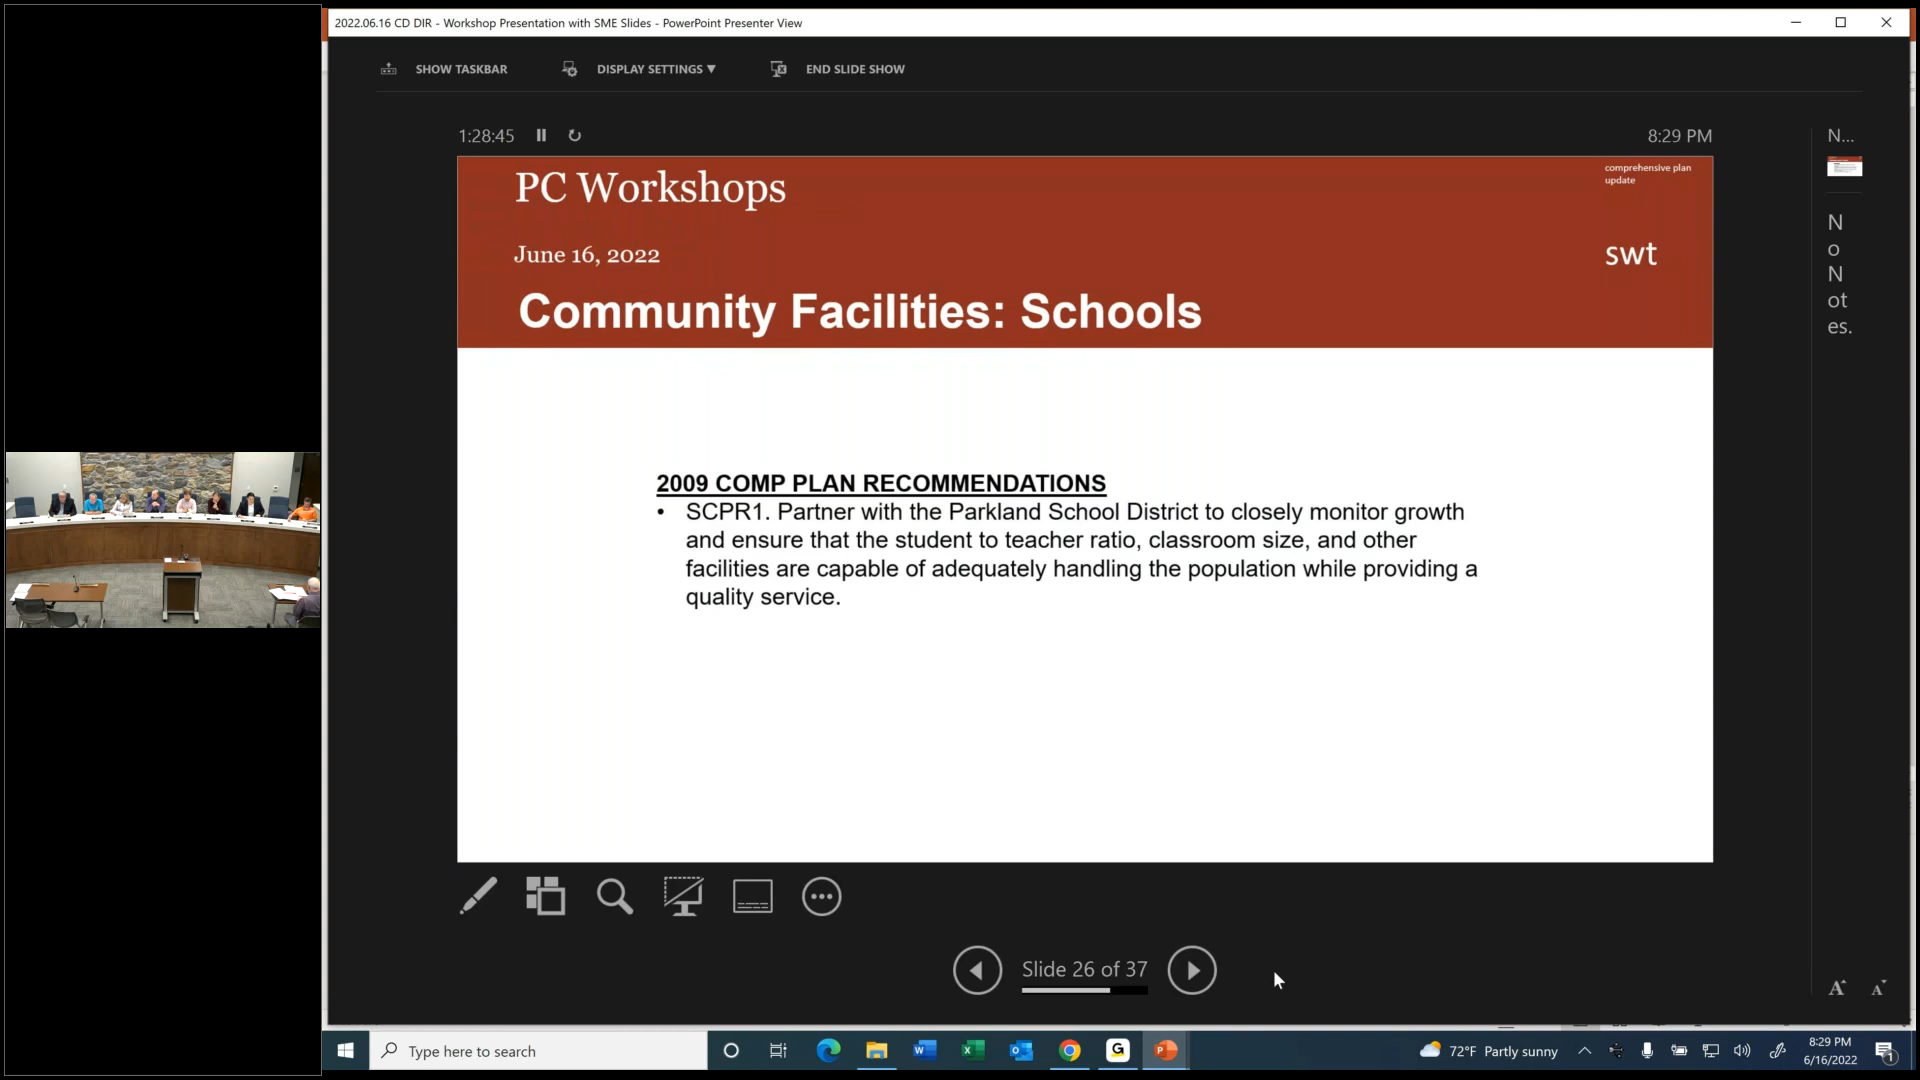 2022.06.16 CD DIR - Workshop Presentation with SME Slides - PowerPoint Presenter View
SHOW TASKBAR
DISPLAY SETTINGS ▼
END SLIDE SHOW
1:28:45
8:29 PM
N...
PC Workshops
comprehensive plan
update
June 16, 2022
swt
Community Facilities: Schools
N
o
N
ot
es.
2009 COMP PLAN RECOMMENDATIONS
• SCPR1. Partner with the Parkland School District to closely monitor growth
and ensure that the student to teacher ratio, classroom size, and other
facilities are capable of adequately handling the population while providing a
quality service.
Slide 26 of 37
A A
Type here to search
72°F Partly sunny
8:29 PM
6/16/2022
1